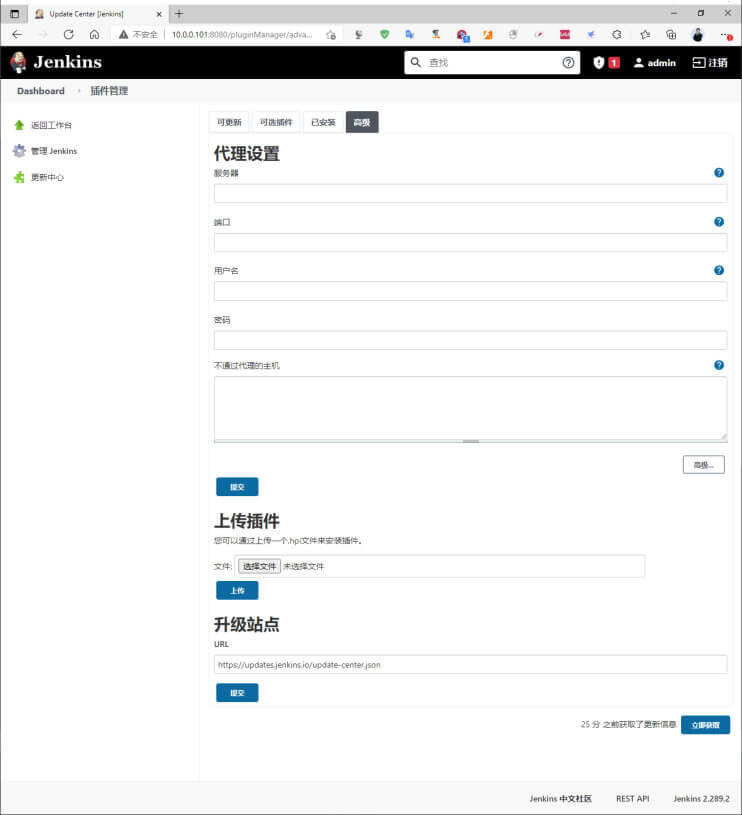 Update Center [Jenkins]
不安全 10.0.0.101:8080/pluginManager/adva...
Jenkins
查找
1
admin
注销
Dashboard
插件管理
返回工作台
管理 Jenkins
更新中心
可更新
可选插件
已安装
高级
代理设置
服务器
端口
用户名
密码
不通过代理的主机
高级...
提交
上传插件
您可以通过上传一个.hpi文件来安装插件。
文件: 选择文件 未选择文件
上传
升级站点
URL
https://updates.jenkins.io/update-center.json
提交
25 分 之前获取了更新信息
立即获取
Jenkins 中文社区
REST API
Jenkins 2.289.2